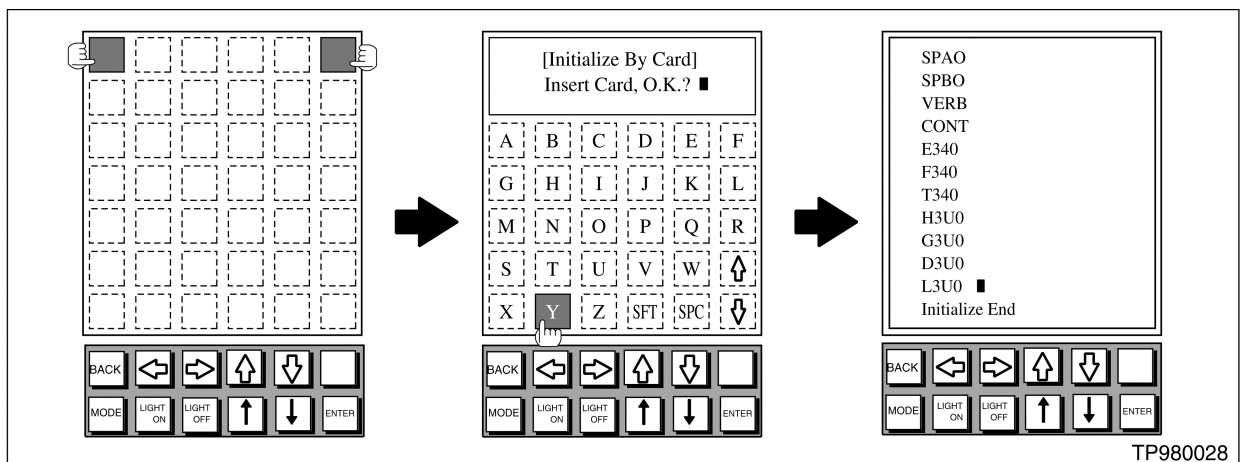 [Initialize By Card]
Insert Card, O.K.?
A B C D E F
G H I J K L
M N O P Q R
S T U V W
X Y Z SFT SPC
SPAO
SPBO
VERB
CONT
E340
F340
T340
H3U0
G3U0
D3U0
L3U0
Initialize End
BACK
MODE LIGHT ON LIGHT OFF ENTER
BACK
MODE LIGHT ON LIGHT OFF ENTER
BACK
MODE LIGHT ON LIGHT OFF ENTER
TP980028